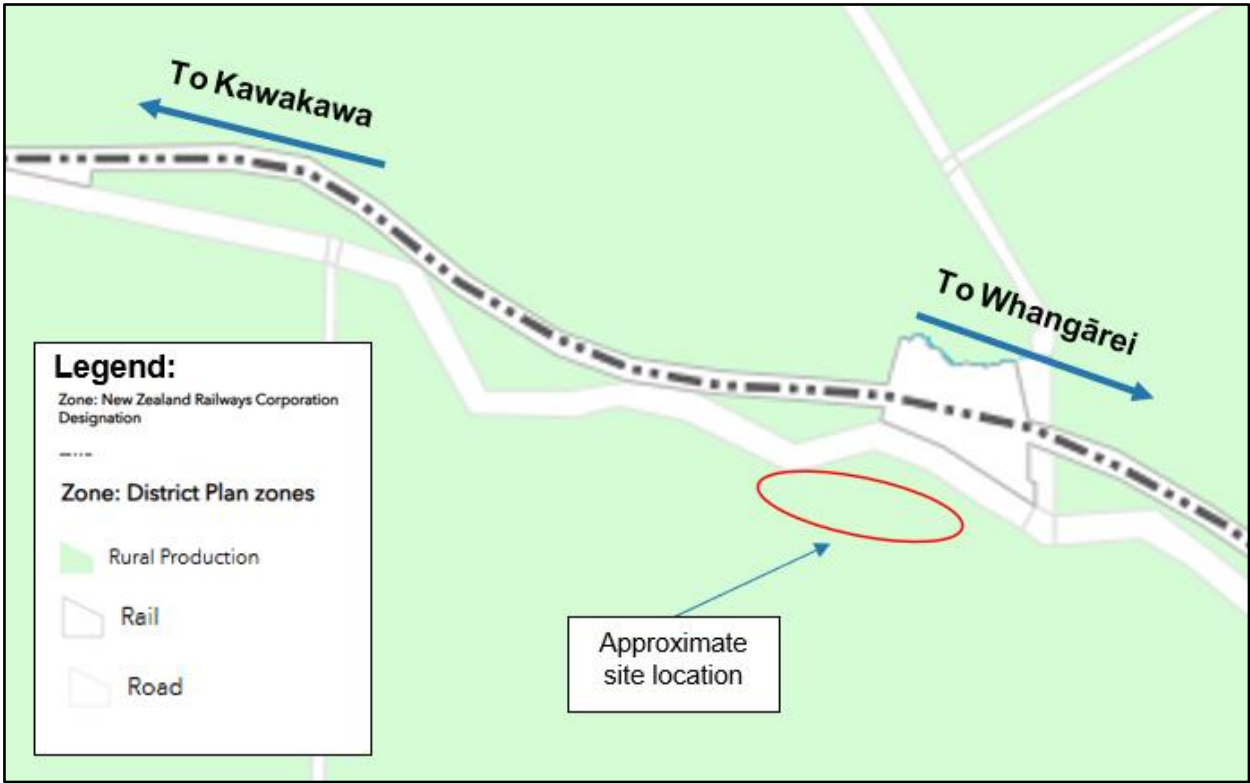 To Kawakawa
To Whangārei
Legend:
Zone: New Zealand Railways Corporation
Designation
Zone: District Plan zones
Rural Production
Rail
Road
Approximate
site location